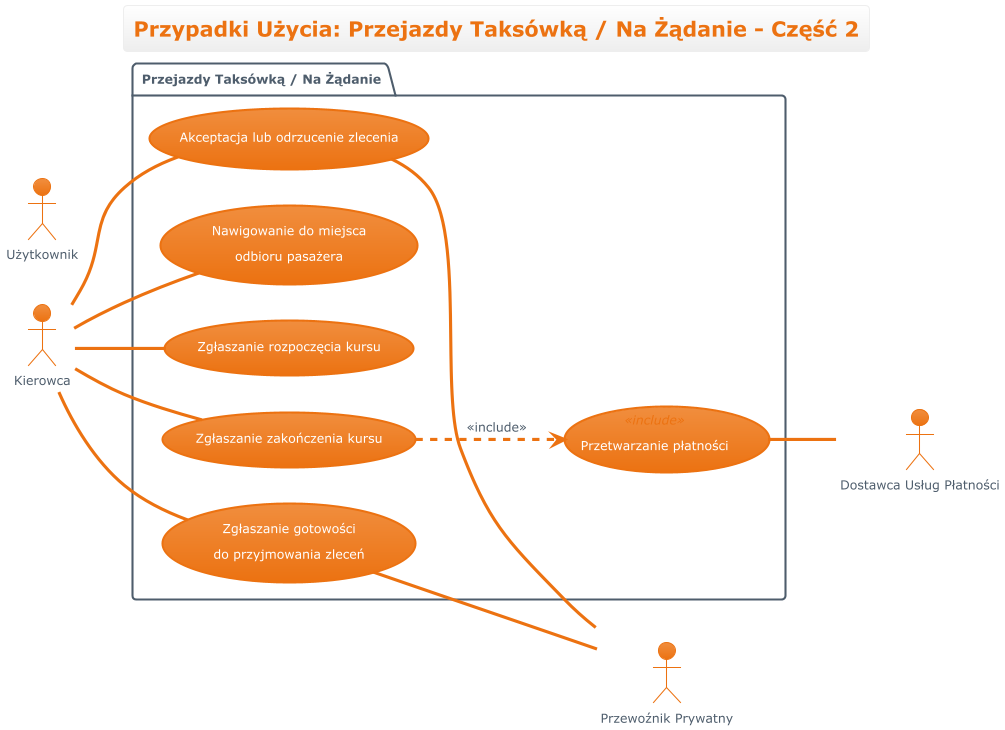 Przypadki Użycia: Przejazdy Taksówką / Na Żądanie - Część 2
Przejazdy Taksówką / Na Żądanie
Akceptacja lub odrzucenie zlecenia
Nawigowanie do miejsca
odbioru pasażera
Użytkownik
Zgłaszanie rozpoczęcia kursu
Kierowca
Zgłaszanie zakończenia kursu
«include»
«include»
Przetwarzanie płatności
Dostawca Usług Płatności
Zgłaszanie gotowości
do przyjmowania zleceń
Przewoźnik Prywatny